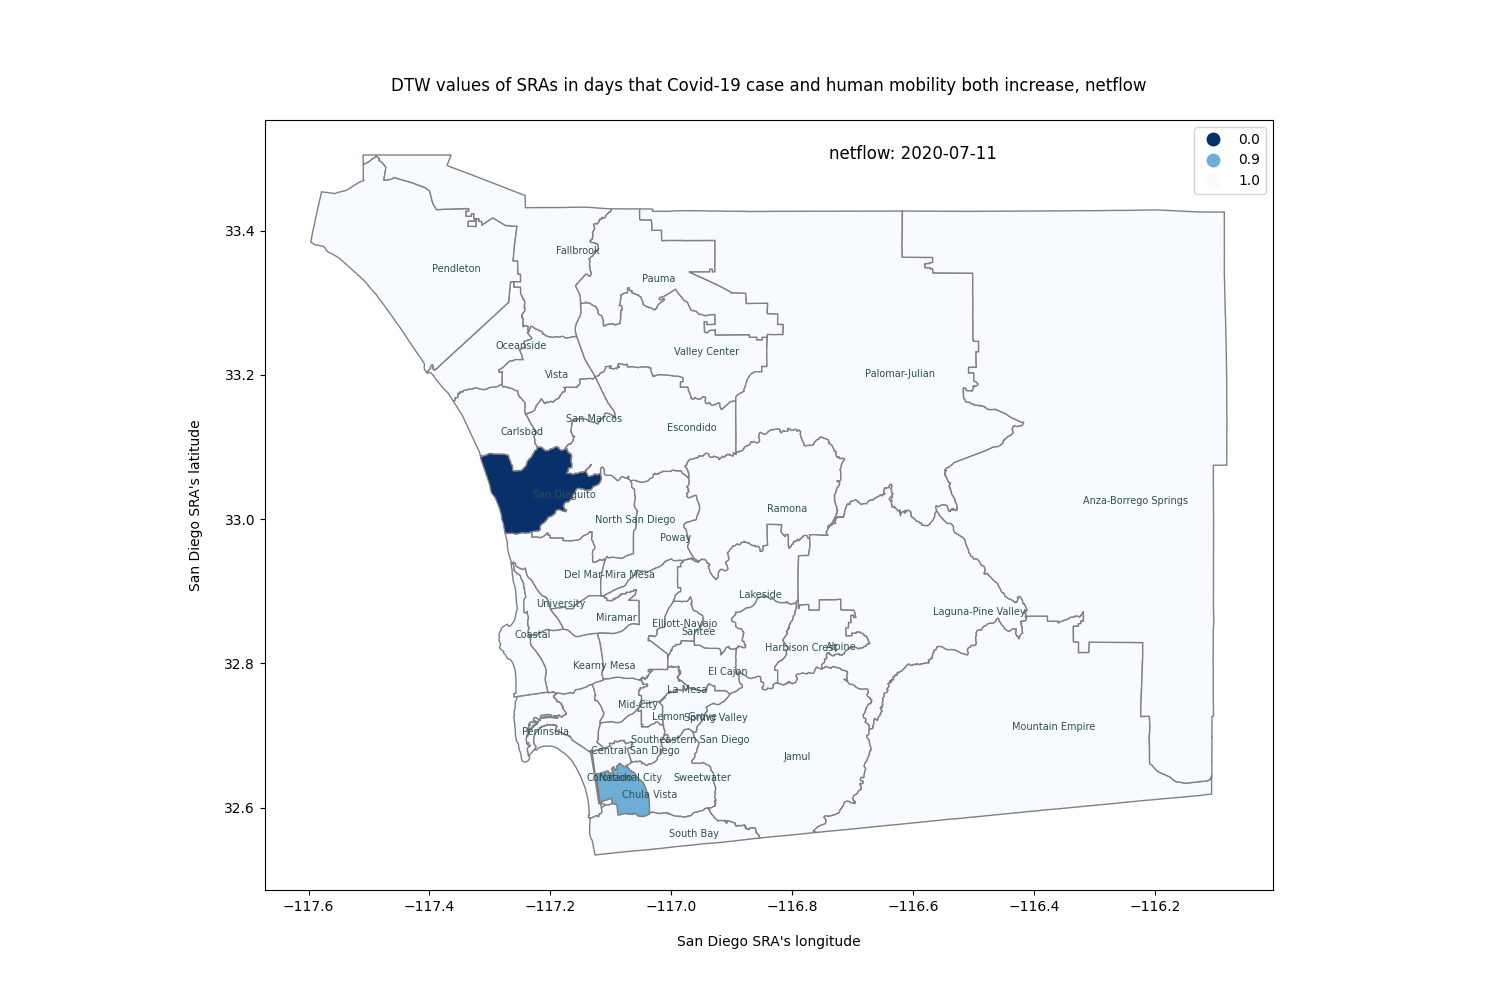 DTW values of SRAs in days that Covid-19 case and human mobility both increase, netflow
netflow: 2020-07-11
0.0
0.9
1.0
33.4
33.2
33.0
32.8
32.6
San Diego SRA's latitude
Fallbrook
Pendleton
Pauma
Oceanside
Valley Center
Vista
Palomar-Julian
San Marcos
Carlsbad
Escondido
San Dieguito
Anza-Borrego Springs
Ramona
North San Diego
Poway
Del Mar-Mira Mesa
Lakeside
University
Miramar
Laguna-Pine Valley
Elliott-Navajo
Santee
Coastal
Harbison Crest
Alpine
Kearny Mesa
El Cajon
La Mesa
Mid-City
Lemon Grove
Spring Valley
Mountain Empire
Peninsula
Southeastern San Diego
Central San Diego
Jamul
Coronado
National City
Sweetwater
Chula Vista
South Bay
−117.6
−117.4
−117.2
−117.0
−116.8
−116.6
−116.4
−116.2
San Diego SRA's longitude